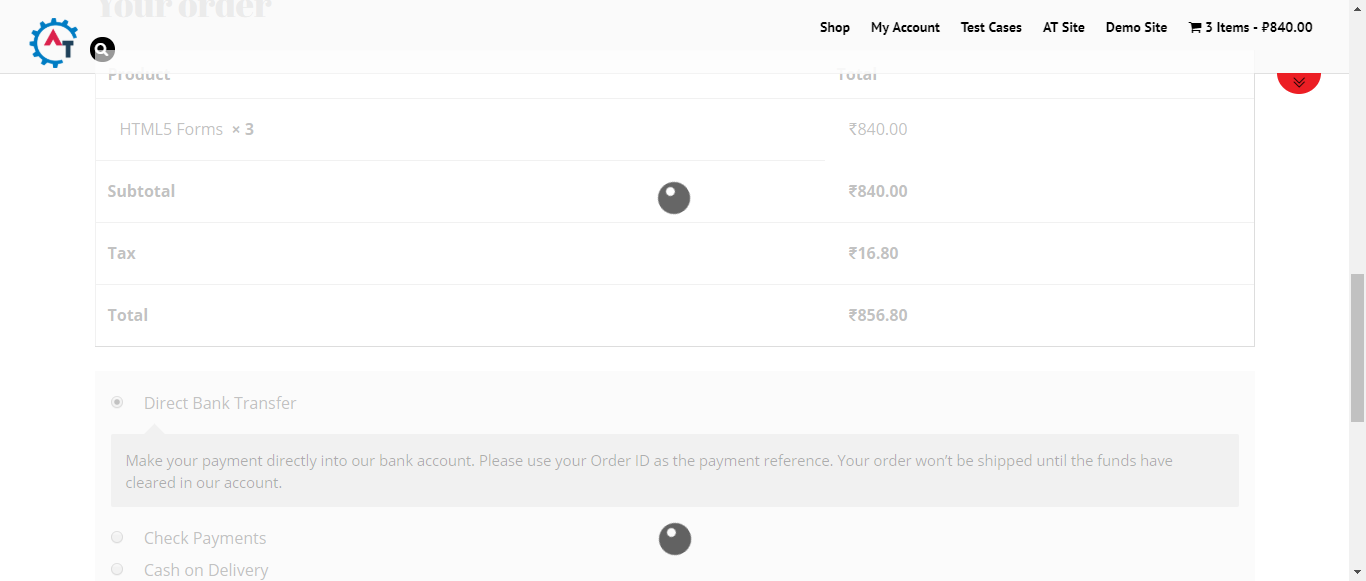 Your order
AT
Shop
My Account
Test Cases
AT Site
Demo Site
3 Items - ₽840.00
Product Total
HTML5 Forms × 3 ₹840.00
Subtotal ₹840.00
Tax ₹16.80
Total ₹856.80
Direct Bank Transfer
Make your payment directly into our bank account. Please use your Order ID as the payment reference. Your order won’t be shipped until the funds have
cleared in our account.
Check Payments
Cash on Delivery